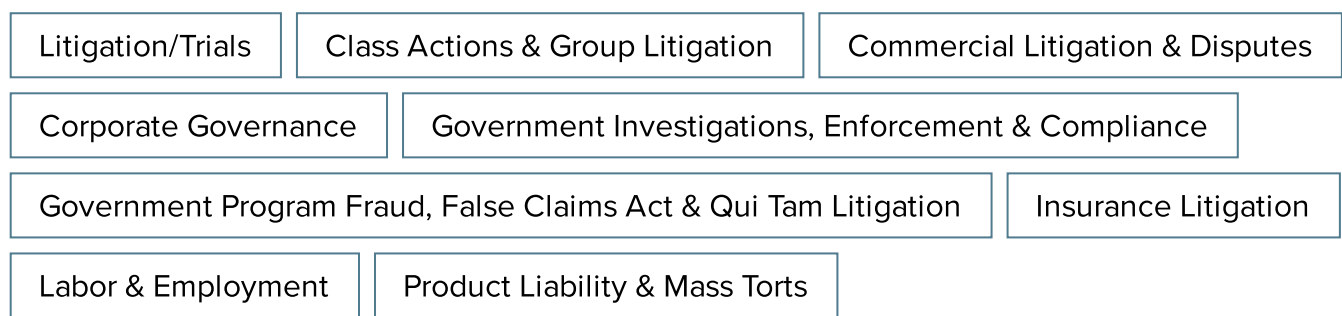 Litigation/Trials Class Actions & Group Litigation Commercial Litigation & Disputes
Corporate Governance Government Investigations, Enforcement & Compliance
Government Program Fraud, False Claims Act & Qui Tam Litigation Insurance Litigation
Labor & Employment Product Liability & Mass Torts